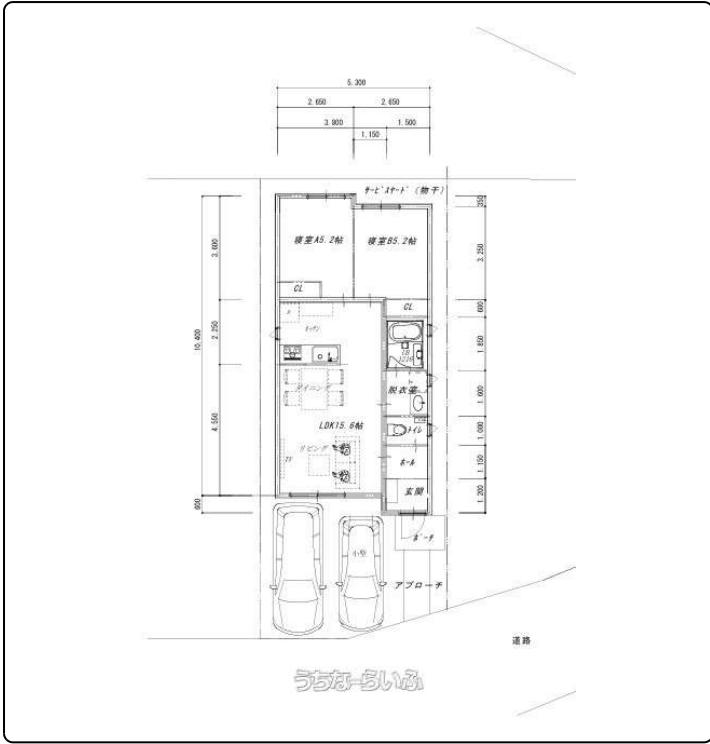 5.300
2.650
2.650
3.800
1.500
1.150
サービスヤード(物干)
350
3.600
寝室A5.2帖
寝室B5.2帖
3.250
CL
CL
600
キッチン
2.250
10.400
UB
1216
1.850
ダイニング
脱衣室
1.600
4.550
LDK15.6帖
トイレ
1.000
リビング
TV
ホール
1.150
玄関
1.200
600
ポーチ
小型
アプローチ
道路
うちなーらいふ